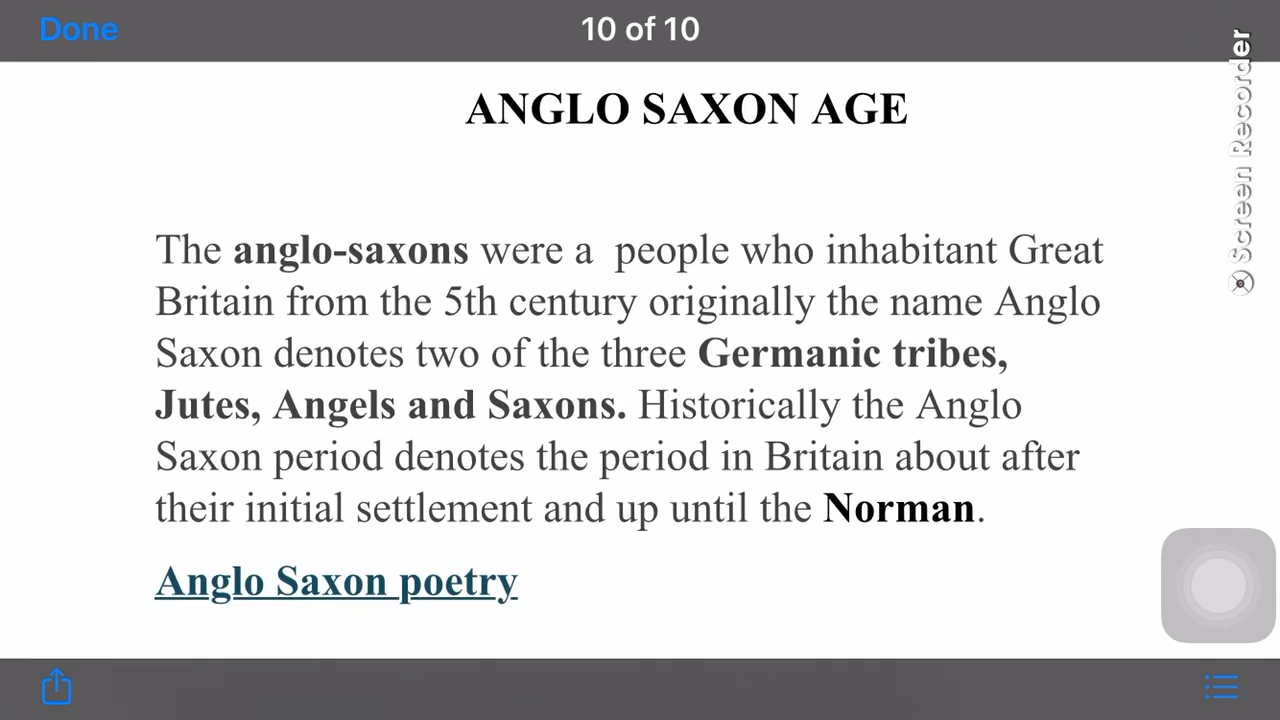 Done
10 of 10
Screen Recorder
ANGLO SAXON AGE
The anglo-saxons were a  people who inhabitant Great
Britain from the 5th century originally the name Anglo
Saxon denotes two of the three Germanic tribes,
Jutes, Angels and Saxons. Historically the Anglo
Saxon period denotes the period in Britain about after
their initial settlement and up until the Norman.
Anglo Saxon poetry